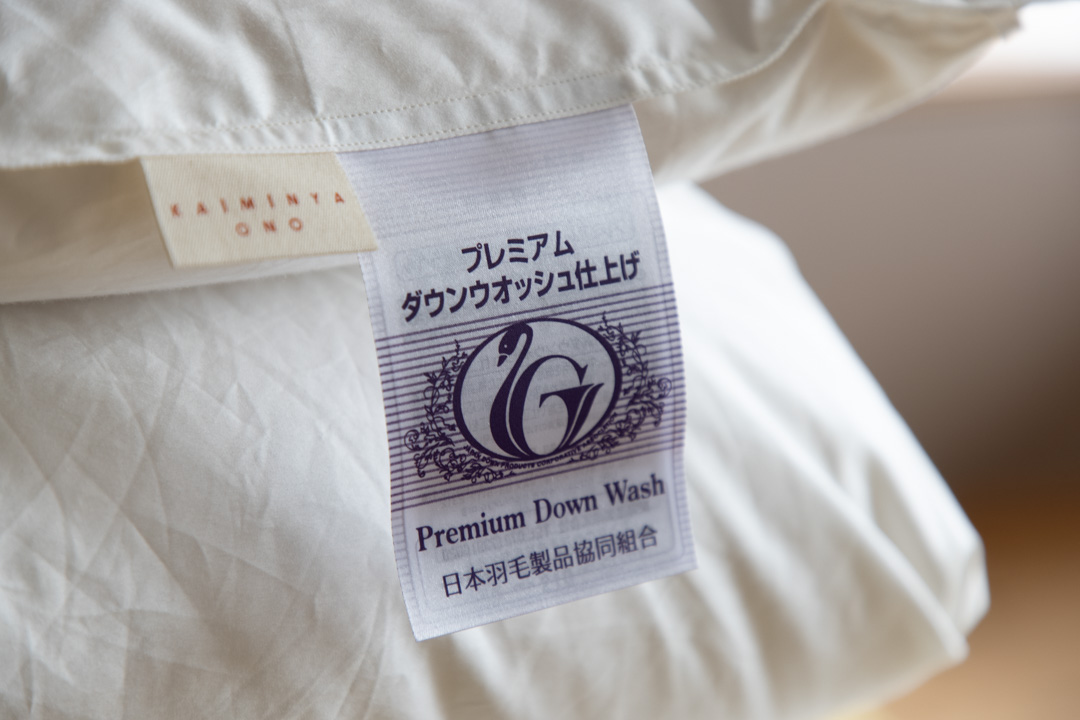 KAIMINYA
ONO
プレミアム
ダウンウオッシュ仕上げ
G
Premium Down Wash
日本羽毛製品協同組合